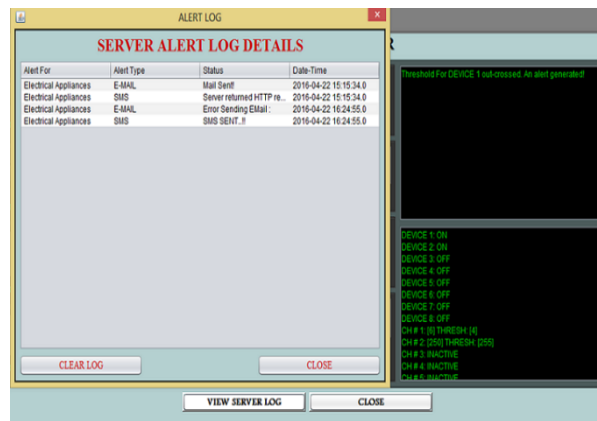 ALERT LOG
X
SERVER ALERT LOG DETAILS
R
Alert For Alert Type Status Date-Time
Electrical Appliances E-MAIL Mail Sent! 2016-04-22 15:15:34.0
Electrical Appliances SMS Server returned HTTP re... 2016-04-22 15:15:34.0
Electrical Appliances E-MAIL Error Sending EMail : 2016-04-22 16:24:55.0
Electrical Appliances SMS SMS SENT..!! 2016-04-22 16:24:55.0
Threshold For DEVICE 1 out-crossed. An alert generated!
DEVICE 1: ON
DEVICE 2: ON
DEVICE 3: OFF
DEVICE 4: OFF
DEVICE 5: OFF
DEVICE 6: OFF
DEVICE 7: OFF
DEVICE 8: OFF
CH # 1: [6] THRESH: [4]
CH # 2: [250] THRESH: [255]
CH # 3: INACTIVE
CH # 4: INACTIVE
CH # 5: INACTIVE
CLEAR LOG
CLOSE
VIEW SERVER LOG
CLOSE